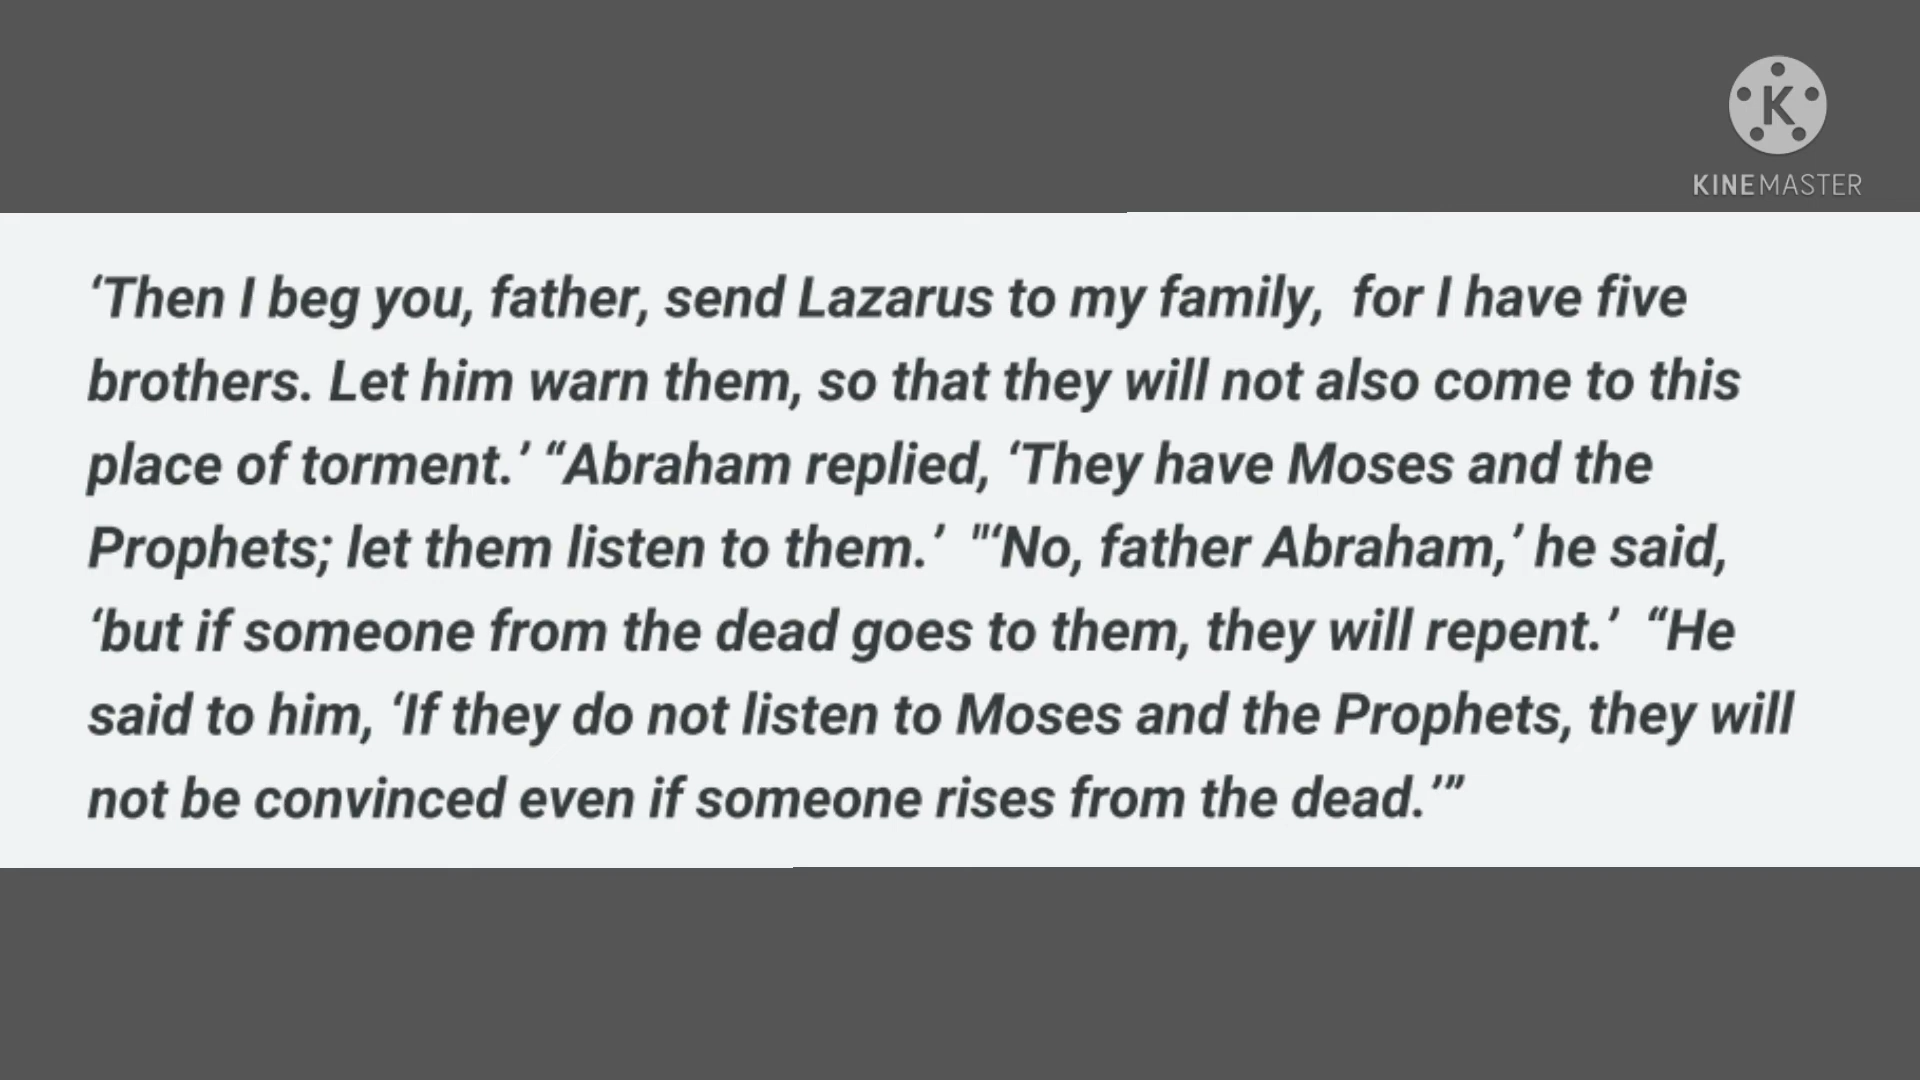 K
KINEMASTER
‘Then I beg you, father, send Lazarus to my family,  for I have five
brothers. Let him warn them, so that they will not also come to this
place of torment.’ “Abraham replied, ‘They have Moses and the
Prophets; let them listen to them.’  "‘No, father Abraham,’ he said,
‘but if someone from the dead goes to them, they will repent.’  “He
said to him, ‘If they do not listen to Moses and the Prophets, they will
not be convinced even if someone rises from the dead.’”